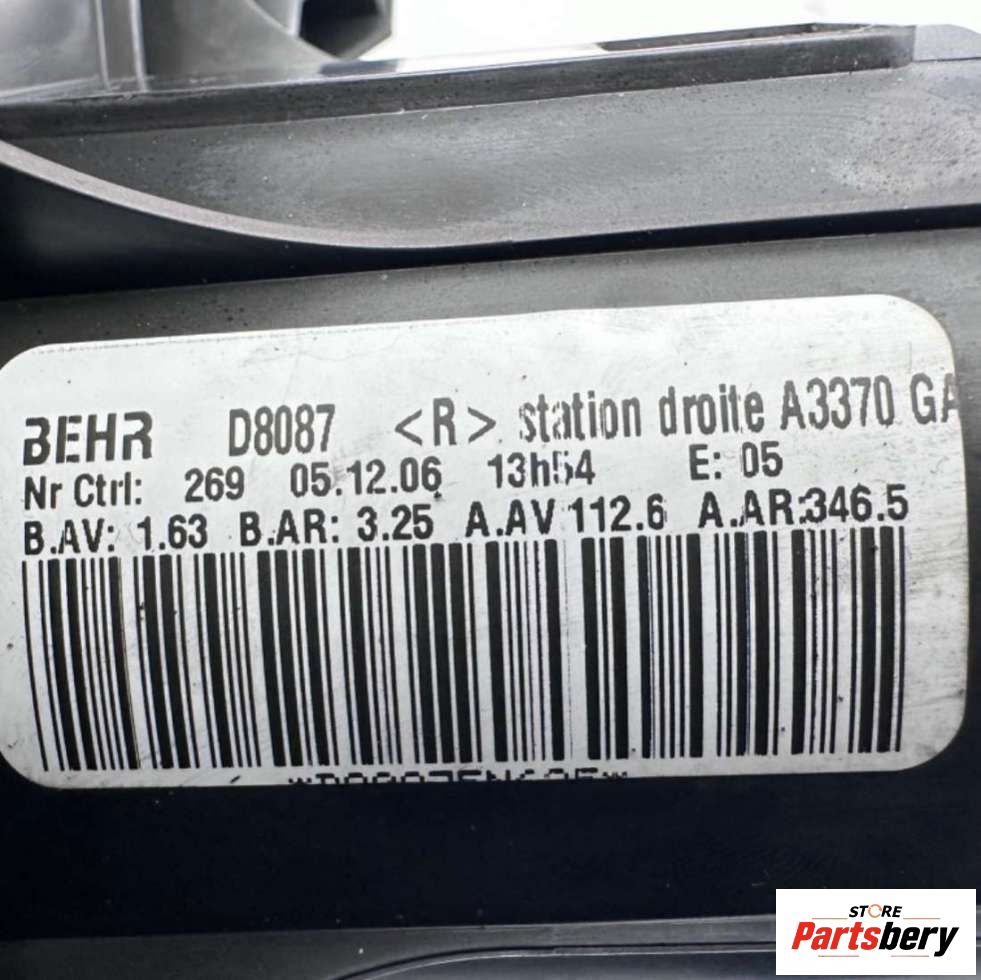 BEHR D8087 <R> station droite A3370 GA
Nr Ctrl: 269 05.12.06 13h54 E: 05
B.AV: 1.63 B.AR: 3.25 A.AV 112.6 A.AR:346.5
STORE
Partsbery